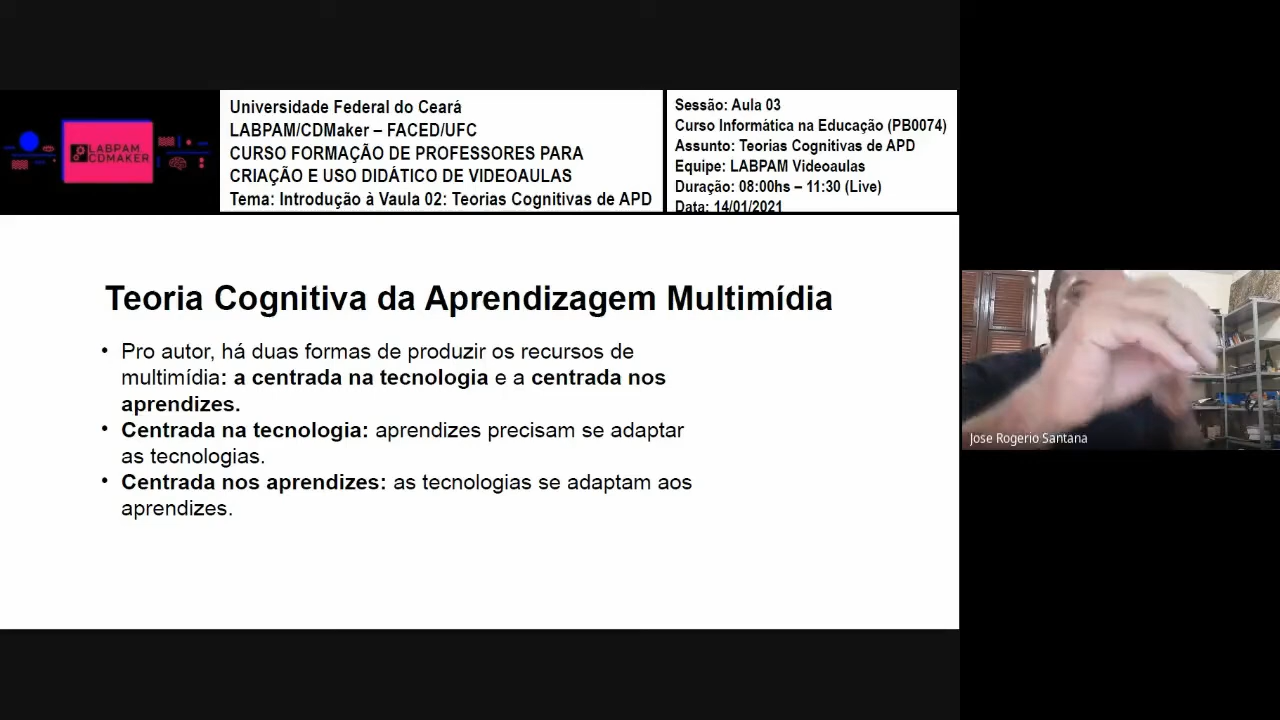 LABPAM
CDMAKER
Universidade Federal do Ceará
LABPAM/CDMaker – FACED/UFC
CURSO FORMAÇÃO DE PROFESSORES PARA
CRIAÇÃO E USO DIDÁTICO DE VIDEOAULAS
Tema: Introdução à Vaula 02: Teorias Cognitivas de APD
Sessão: Aula 03
Curso Informática na Educação (PB0074)
Assunto: Teorias Cognitivas de APD
Equipe: LABPAM Videoaulas
Duração: 08:00hs – 11:30 (Live)
Data: 14/01/2021
Teoria Cognitiva da Aprendizagem Multimídia
• Pro autor, há duas formas de produzir os recursos de
multimídia: a centrada na tecnologia e a centrada nos
aprendizes.
• Centrada na tecnologia: aprendizes precisam se adaptar
as tecnologias.
• Centrada nos aprendizes: as tecnologias se adaptam aos
aprendizes.
Jose Rogerio Santana